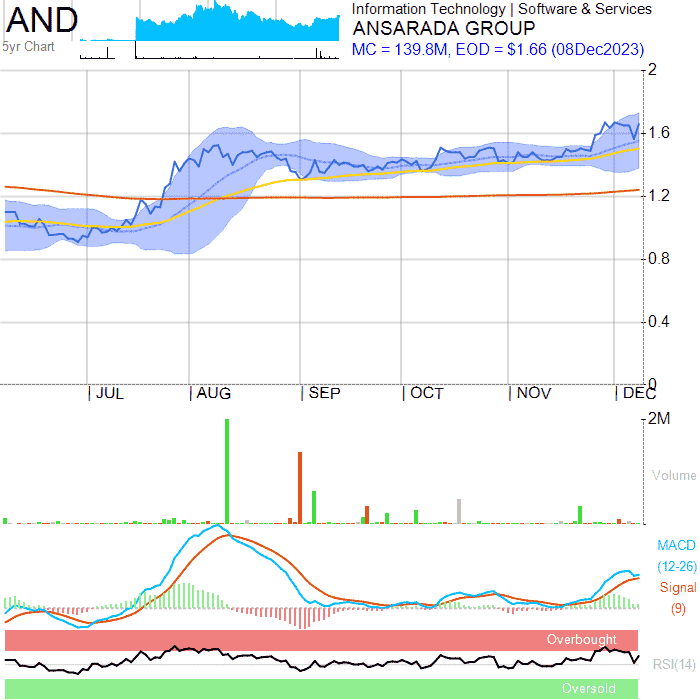 AND
5yr Chart
Information Technology | Software & Services
ANSARADA GROUP
MC = 139.8M, EOD = $1.66 (08Dec2023)
2
1.6
1.2
0.8
0.4
0
JUL AUG SEP OCT NOV DEC
2M
Volume
MACD
(12-26)
Signal
(9)
Overbought
RSI(14)
Oversold